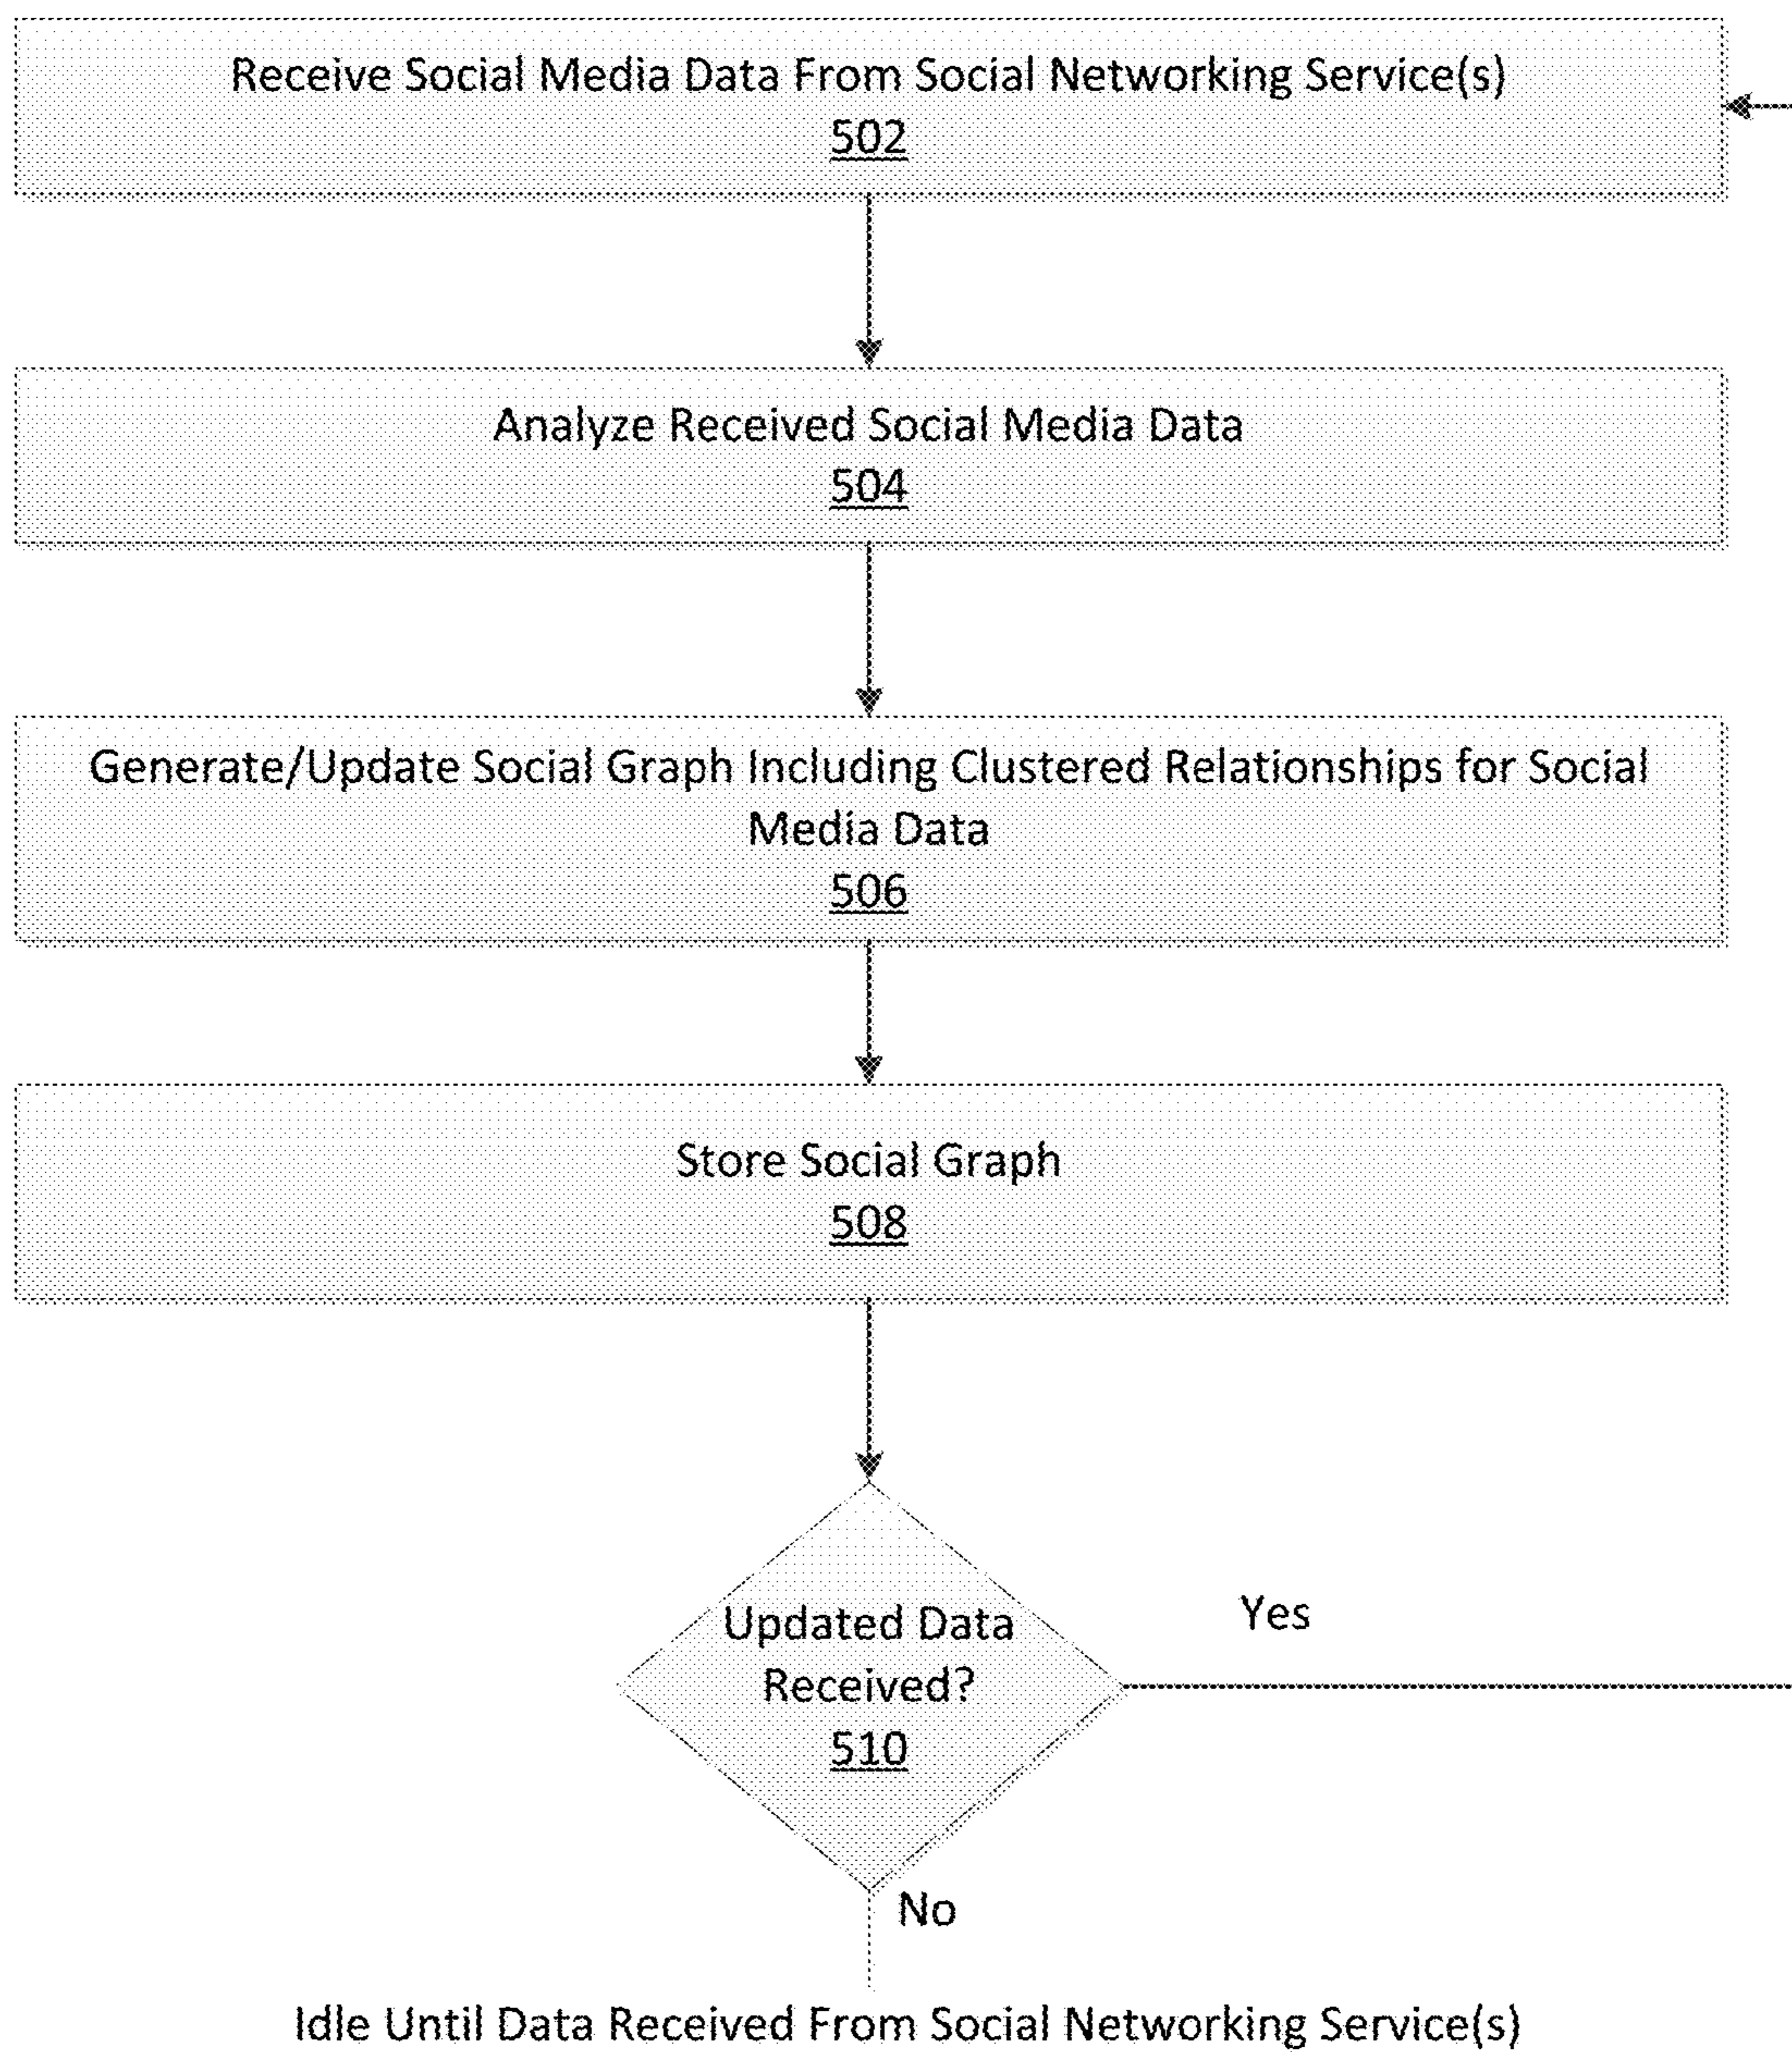 Receive Social Media Data From Social Networking Service(s)
502
Analyze Received Social Media Data
504
Generate/Update Social Graph Including Clustered Relationships for Social
Media Data
506
Store Social Graph
508
Updated Data
Received?
510
Yes
No
Idle Until Data Received From Social Networking Service(s)